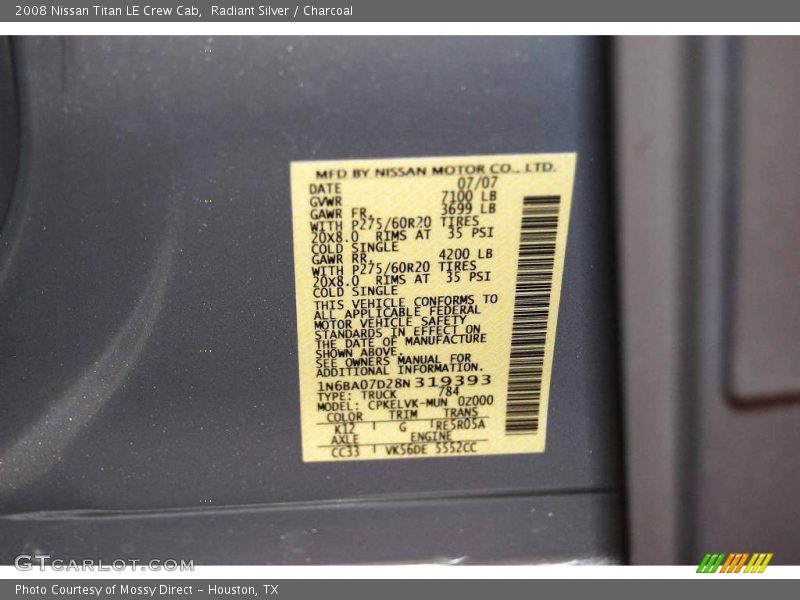 2008 Nissan Titan LE Crew Cab, Radiant Silver / Charcoal
MFD BY NISSAN MOTOR CO., LTD.
DATE 07/07
GVWR 7100 LB
GAWR FR. 3699 LB
WITH P275/60R20 TIRES
20X8.0 RIMS AT 35 PSI
COLD SINGLE
GAWR RR. 4200 LB
WITH P275/60R20 TIRES
20X8.0 RIMS AT 35 PSI
COLD SINGLE
THIS VEHICLE CONFORMS TO
ALL APPLICABLE FEDERAL
MOTOR VEHICLE SAFETY
STANDARDS IN EFFECT ON
THE DATE OF MANUFACTURE
SHOWN ABOVE.
SEE OWNERS MANUAL FOR
ADDITIONAL INFORMATION.
1N6BA07D28N 319393
TYPE: TRUCK 784
MODEL: CPKELVK-MUN 0Z000
COLOR TRIM TRANS
K12 G RE5R05A
AXLE ENGINE
CC33 VK56DE 5552CC
GTCARLOT.COM
Photo Courtesy of Mossy Direct - Houston, TX